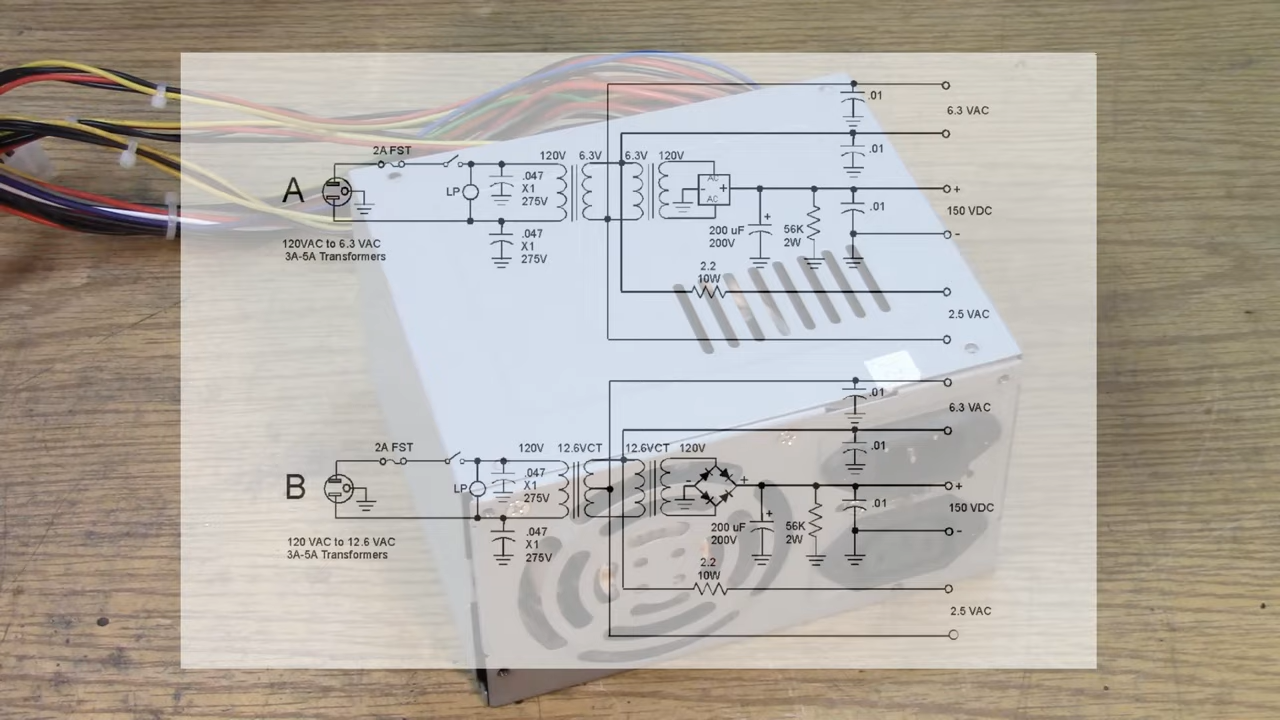 A
2A FST
LP
.047
X1
275V
.047
X1
275V
120V
6.3V
6.3V
120V
AC
+
AC
+
200 uF
200V
56K
2W
.01
6.3 VAC
.01
.01
+
150 VDC
-
2.2
10W
2.5 VAC
120VAC to 6.3 VAC
3A-5A Transformers
B
2A FST
LP
.047
X1
275V
.047
X1
275V
120V
12.6VCT
12.6VCT
120V
-
+
+
200 uF
200V
56K
2W
.01
6.3 VAC
.01
.01
+
150 VDC
-
2.2
10W
2.5 VAC
120 VAC to 12.6 VAC
3A-5A Transformers